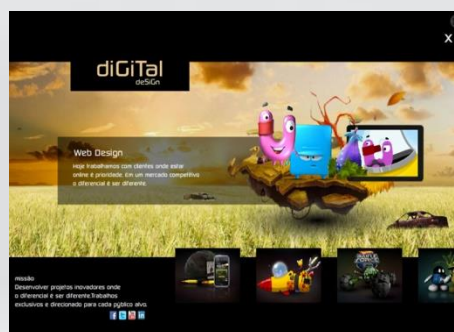 X
diGiTal
deSiGn
Web Design
Hoje Trabalhamos com clientes onde estar
online é prioridade. Em um mercado competitivo
o diferencial é ser diferente.
missão
Desenvolver projetos inovadores onde
o diferencial é ser diferente.Trabalhos
exclusivos e direcionado para cada público alvo.